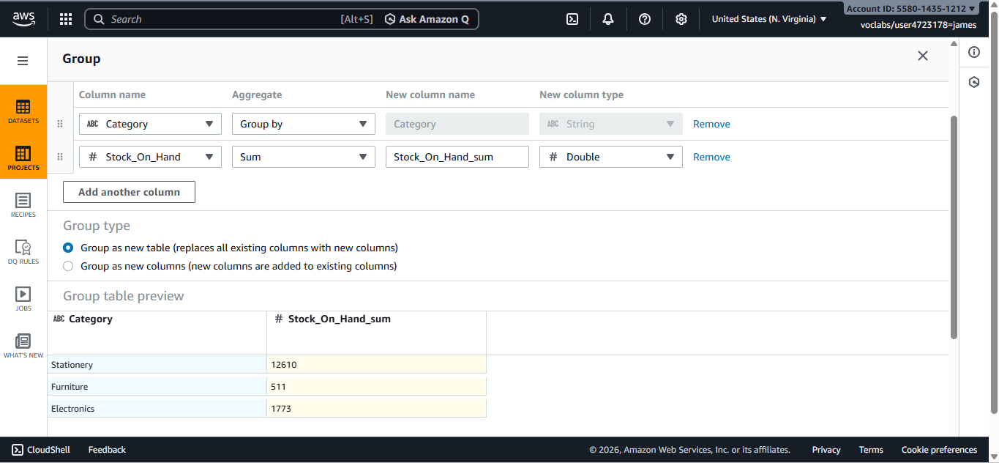 aws
Search [Alt+S] Ask Amazon Q
United States (N. Virginia)
Account ID: 5580-1435-1212
voclabs/user4723178=james
DATASETS
PROJECTS
RECIPES
DQ RULES
JOBS
WHAT'S NEW
Group
Column name Aggregate New column name New column type
ABC Category Group by Category ABC String Remove
# Stock_On_Hand Sum Stock_On_Hand_sum # Double Remove
Add another column
Group type
Group as new table (replaces all existing columns with new columns)
Group as new columns (new columns are added to existing columns)
Group table preview
ABC Category # Stock_On_Hand_sum
Stationery 12610
Furniture 511
Electronics 1773
CloudShell Feedback © 2026, Amazon Web Services, Inc. or its affiliates. Privacy Terms Cookie preferences